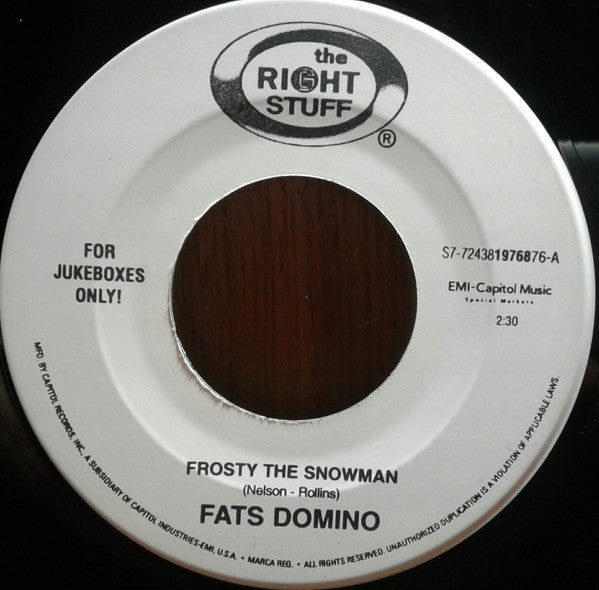 the
RIGHT
STUFF
®
FOR
JUKEBOXES
ONLY!
S7-724381976876-A
EMI-Capitol Music
Special Markets
2:30
FROSTY THE SNOWMAN
(Nelson - Rollins)
FATS DOMINO
MFD. BY CAPITOL RECORDS, INC., A SUBSIDIARY OF CAPITOL INDUSTRIES-EMI, U.S.A. • MARCA REG. • ALL RIGHTS RESERVED. UNAUTHORIZED DUPLICATION IS A VIOLATION OF APPLICABLE LAWS.